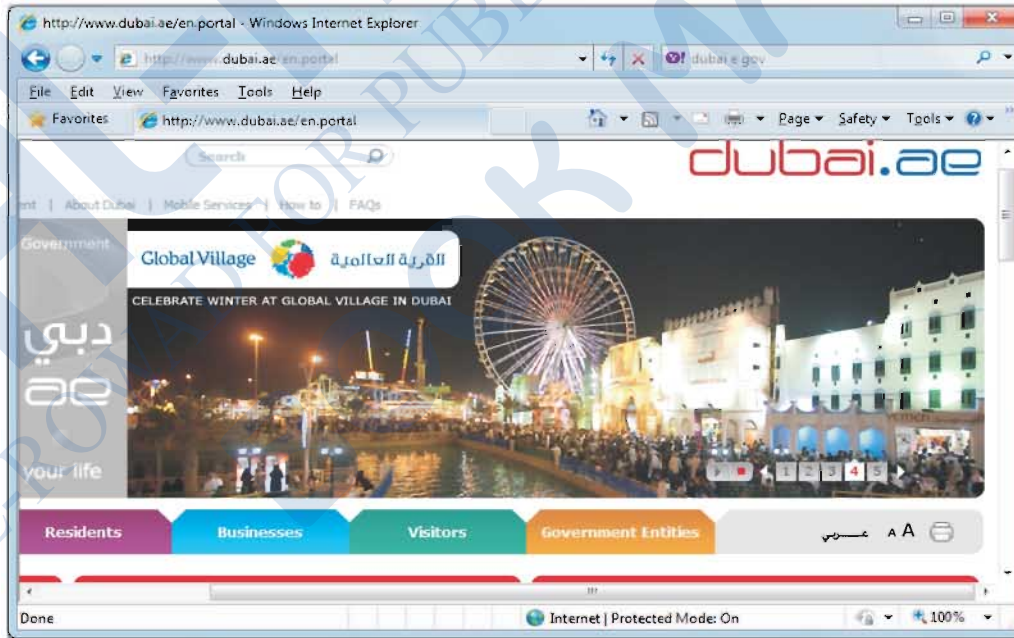 http://www.dubai.ae/en.portal - Windows Internet Explorer
http://www.dubai.ae/en.portal
dubai e gov
File Edit View Favorites Tools Help
Favorites http://www.dubai.ae/en.portal
Page Safety Tools
Search
dubai.ae
ent | About Dubai | Mobile Services | How to | FAQs
Government
Global Village القرية العالمية
CELEBRATE WINTER AT GLOBAL VILLAGE IN DUBAI
دبي
ae
your life
1 2 3 4 5
Residents Businesses Visitors Government Entities عـــربي A A
Done Internet | Protected Mode: On 100%